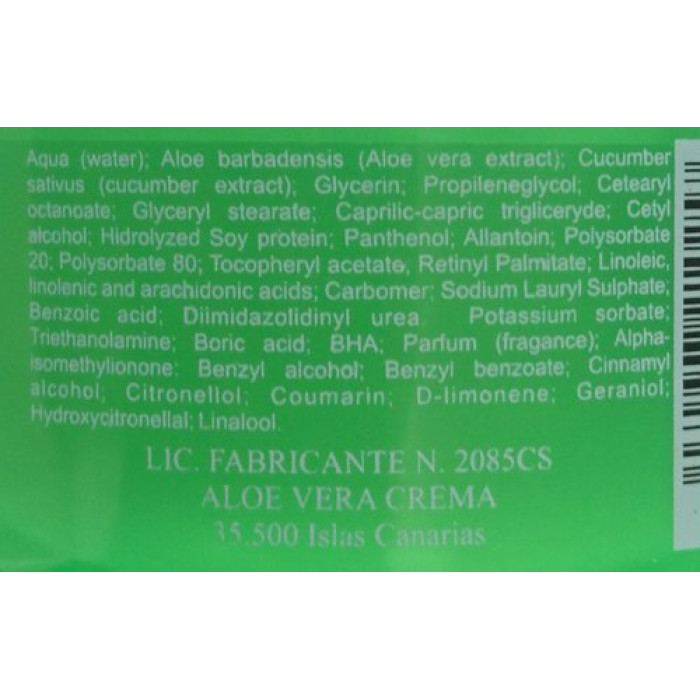 Aqua (water); Aloe barbadensis (Aloe vera extract); Cucumber
sativus (cucumber extract); Glycerin; Propileneglycol; Cetearyl
octanoate; Glyceryl stearate; Caprilic-capric trigliceryde; Cetyl
alcohol; Hidrolyzed Soy protein; Panthenol; Allantoin; Polysorbate
20; Polysorbate 80; Tocopheryl acetate, Retinyl Palmitate; Linoleic,
linolenic and arachidonic acids; Carbomer; Sodium Lauryl Sulphate;
Benzoic acid; Diimidazolidinyl urea Potassium sorbate;
Triethanolamine; Boric acid; BHA; Parfum (fragance); Alpha-
isomethylionone; Benzyl alcohol; Benzyl benzoate; Cinnamyl
alcohol; Citronellol; Coumarin; D-limonene; Geraniol;
Hydroxycitronellal; Linalool.
LIC. FABRICANTE N. 2085CS
ALOE VERA CREMA
35.500 Islas Canarias